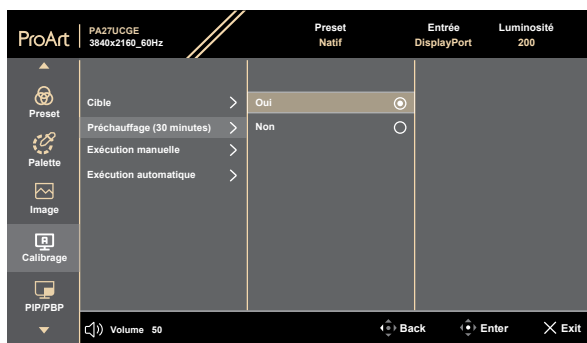 ProArt
PA27UCGE
3840x2160_60Hz
Preset
Natif
Entrée
DisplayPort
Luminosité
200
Preset
Palette
Image
Calibrage
PIP/PBP
Cible
Préchauffage (30 minutes)
Exécution manuelle
Exécution automatique
Oui
Non
Volume 50
Back
Enter
Exit